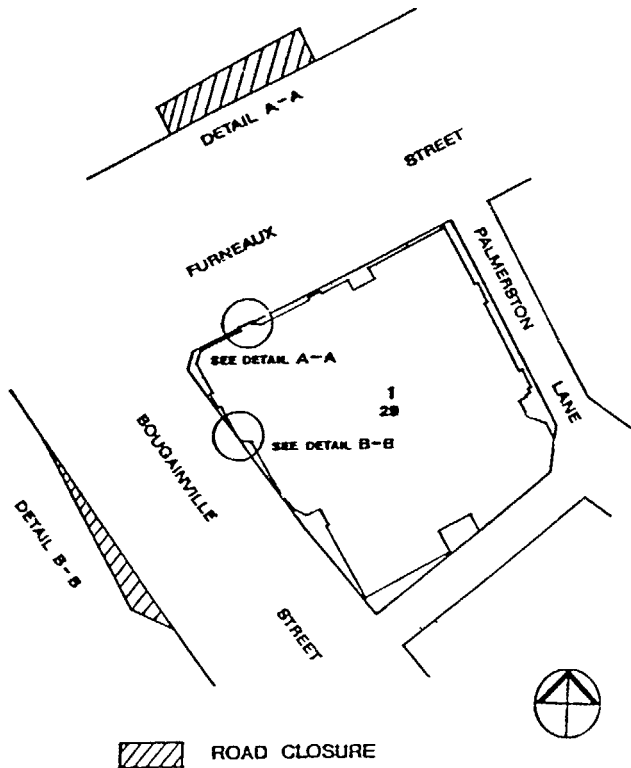 DETAIL A-A
STREET
FURNEAUX
PALMERSTON
LANE
SEE DETAIL A-A
1
29
SEE DETAIL B-B
BOUGAINVILLE
STREET
DETAIL B-B
ROAD CLOSURE